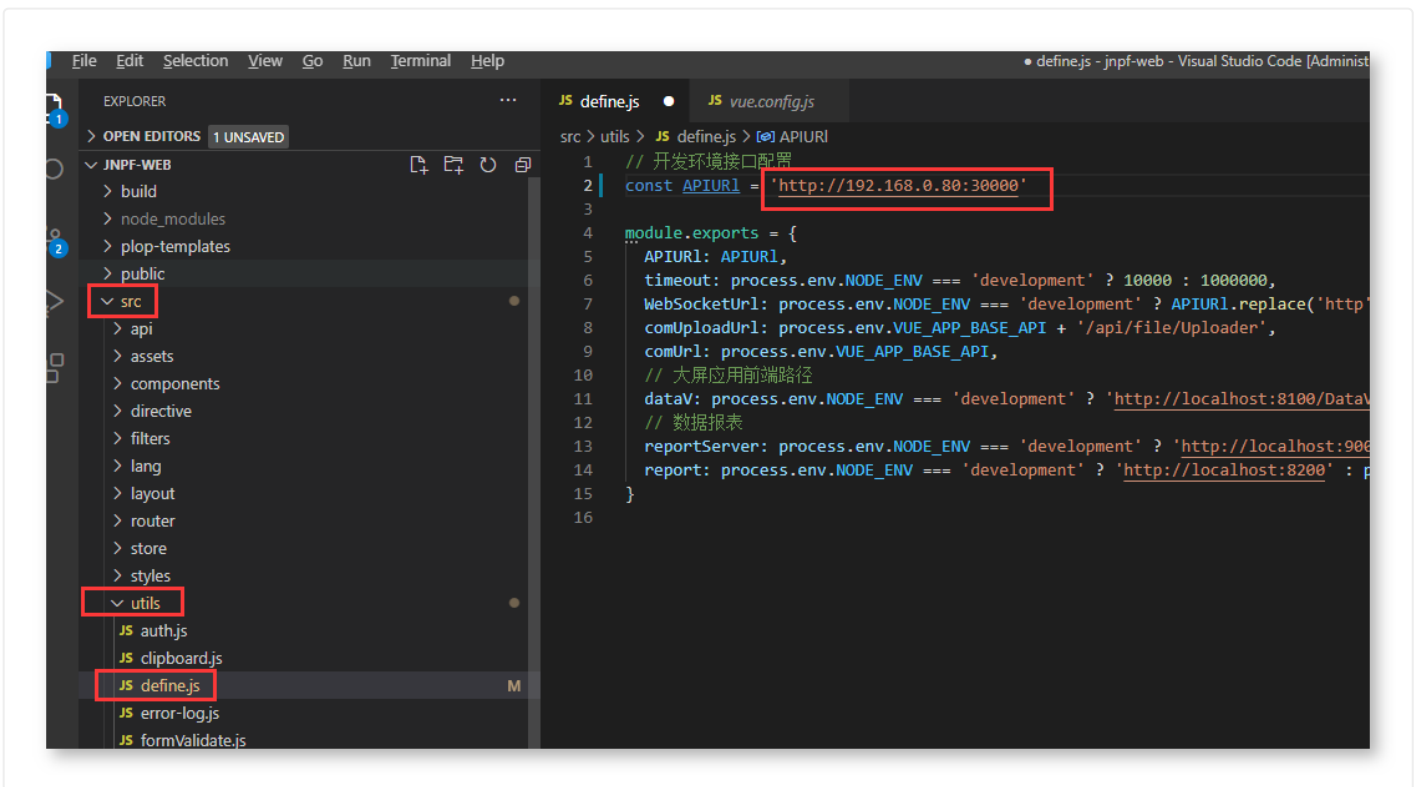 File Edit Selection View Go Run Terminal Help
● define.js - jnpf-web - Visual Studio Code [Administ
EXPLORER ···
OPEN EDITORS 1 UNSAVED
JNPF-WEB
build
node_modules
plop-templates
public
src
api
assets
components
directive
filters
lang
layout
router
store
styles
utils
JS auth.js
JS clipboard.js
JS define.js M
JS error-log.js
JS formValidate.js
1
2
JS define.js ●
JS vue.config.js
src > utils > JS define.js > APIURl
1 // 开发环境接口配置
2 const APIURl = 'http://192.168.0.80:30000'
3
4 module.exports = {
5 APIURl: APIURl,
6 timeout: process.env.NODE_ENV === 'development' ? 10000 : 1000000,
7 WebSocketUrl: process.env.NODE_ENV === 'development' ? APIURl.replace('http'
8 comUploadUrl: process.env.VUE_APP_BASE_API + '/api/file/Uploader',
9 comUrl: process.env.VUE_APP_BASE_API,
10 // 大屏应用前端路径
11 dataV: process.env.NODE_ENV === 'development' ? 'http://localhost:8100/DataV
12 // 数据报表
13 reportServer: process.env.NODE_ENV === 'development' ? 'http://localhost:900
14 report: process.env.NODE_ENV === 'development' ? 'http://localhost:8200' : p
15 }
16